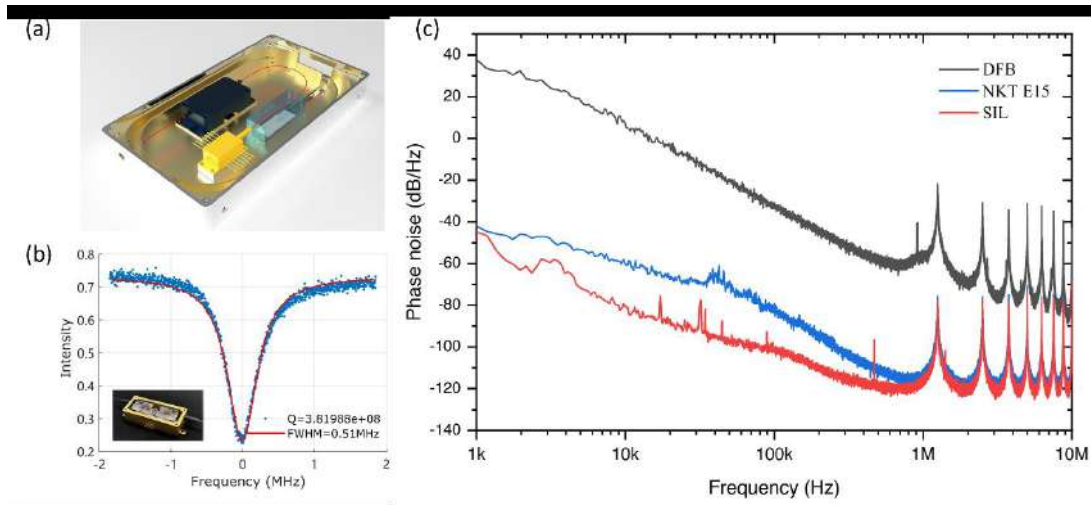 (a)
(b)
0.8
0.7
0.6
0.5
0.4
0.3
0.2
Intensity
-2
-1
0
1
2
Frequency (MHz)
Q=3.81988e+08
FWHM=0.51MHz
(c)
40
20
0
-20
-40
-60
-80
-100
-120
-140
Phase noise (dB/Hz)
DFB
NKT E15
SIL
1k
10k
100k
1M
10M
Frequency (Hz)